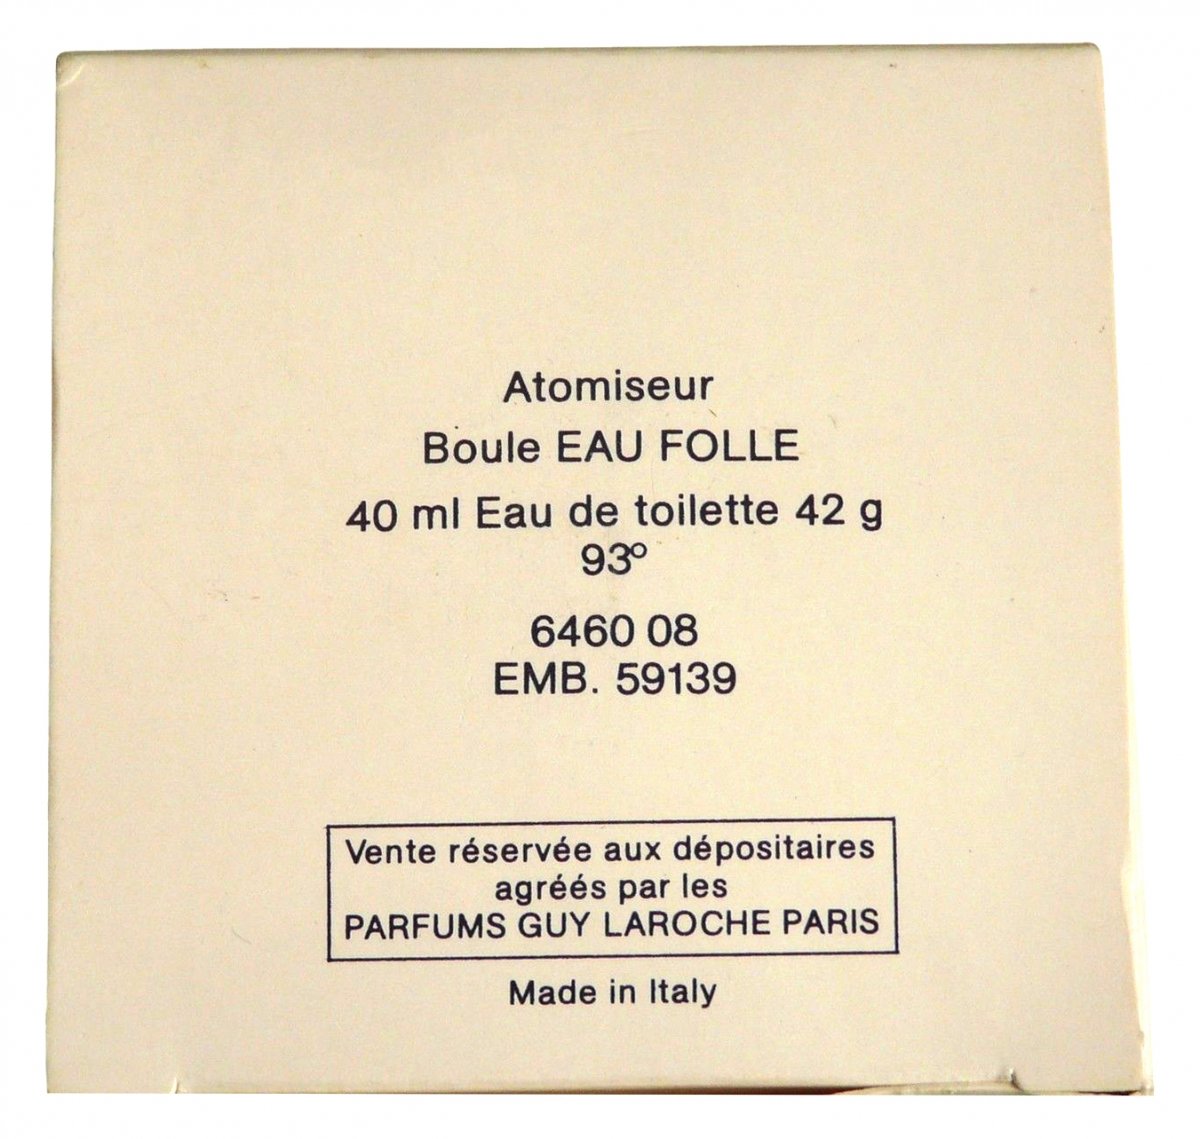 Atomiseur
Boule EAU FOLLE
40 ml Eau de toilette 42 g
93°
6460 08
EMB. 59139
Vente réservée aux dépositaires
agréés par les
PARFUMS GUY LAROCHE PARIS
Made in Italy